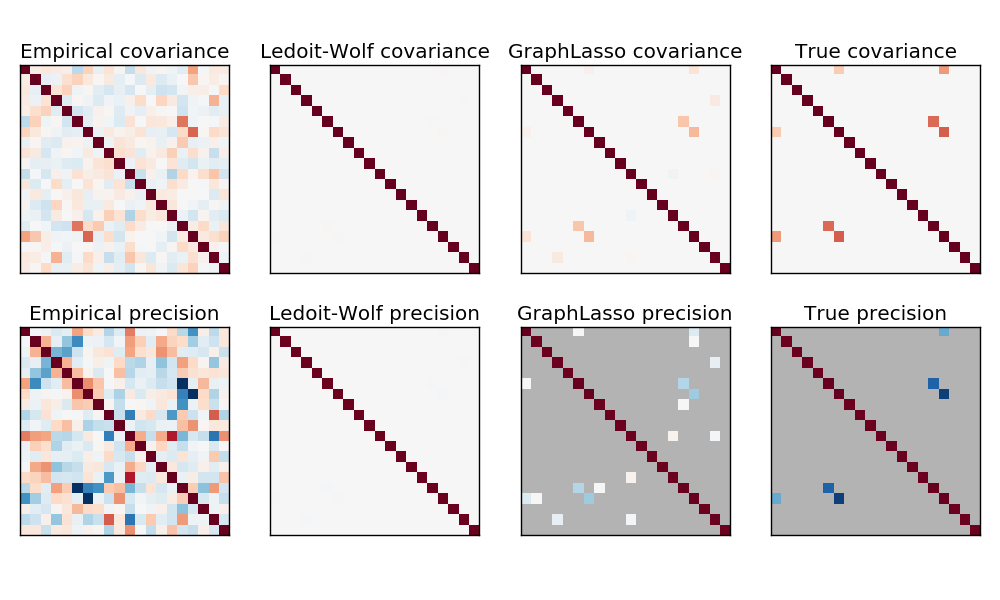 Empirical covariance
Ledoit-Wolf covariance
GraphLasso covariance
True covariance
Empirical precision
Ledoit-Wolf precision
GraphLasso precision
True precision